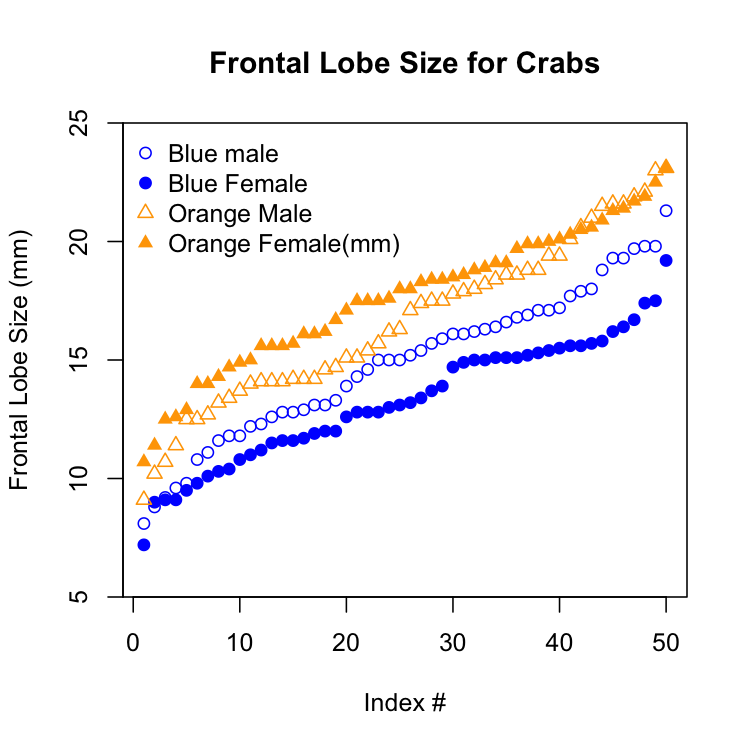 Frontal Lobe Size for Crabs
25
20
15
10
5
Frontal Lobe Size (mm)
Blue male
Blue Female
Orange Male
Orange Female(mm)
0 10 20 30 40 50
Index #